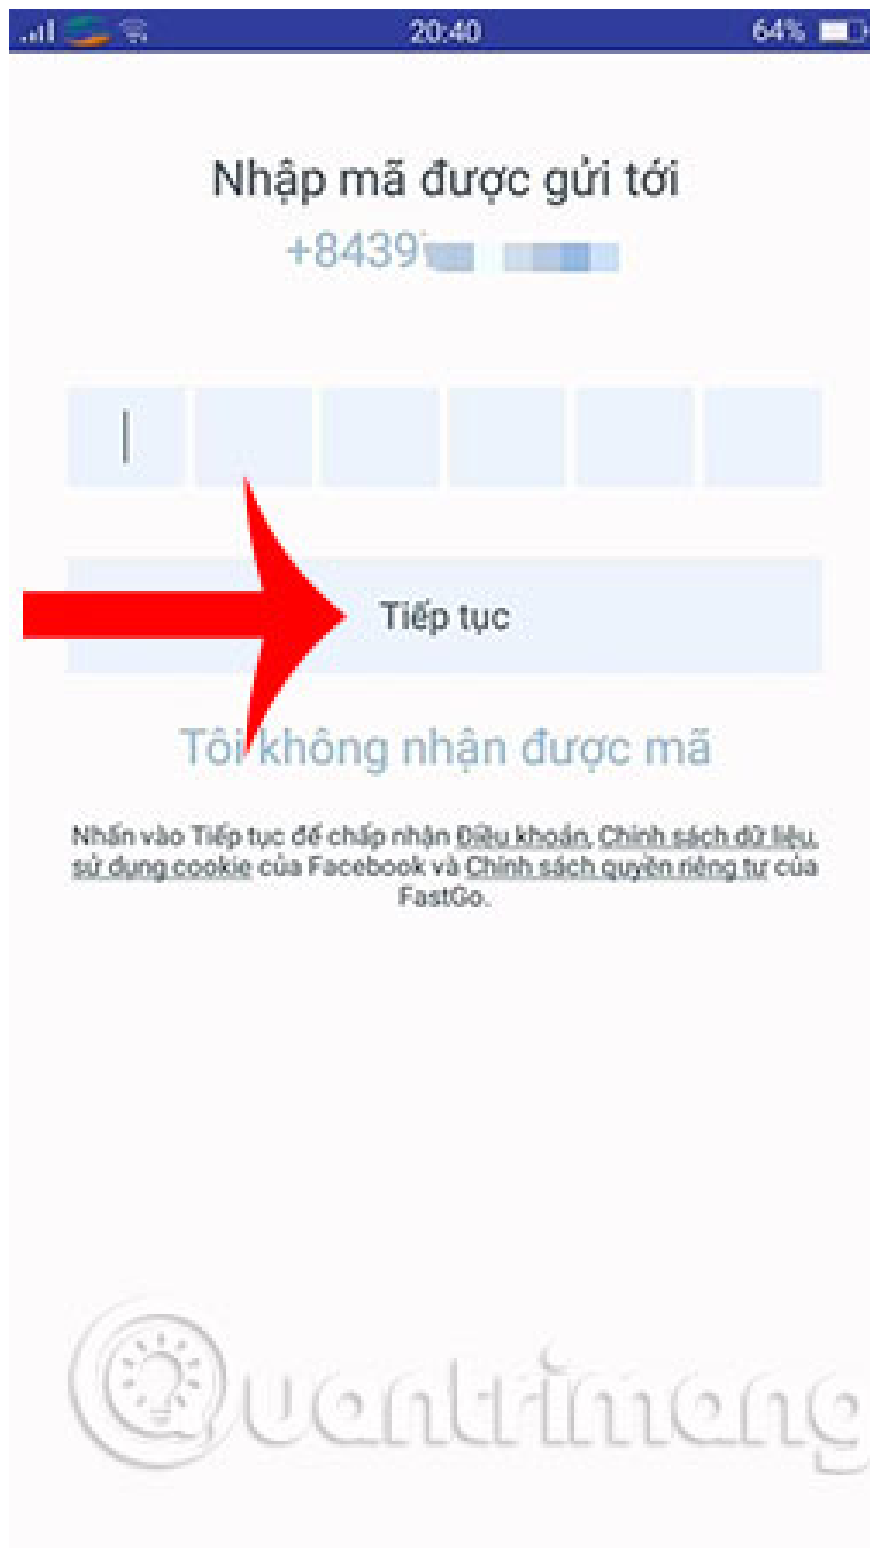 20:40 64%
Nhập mã được gửi tới
+8439
Tiếp tục
Tôi không nhận được mã
Nhấn vào Tiếp tục để chấp nhận Điều khoản, Chính sách dữ liệu,
sử dụng cookie của Facebook và Chính sách quyền riêng tư của
FastGo.
Quantrimang